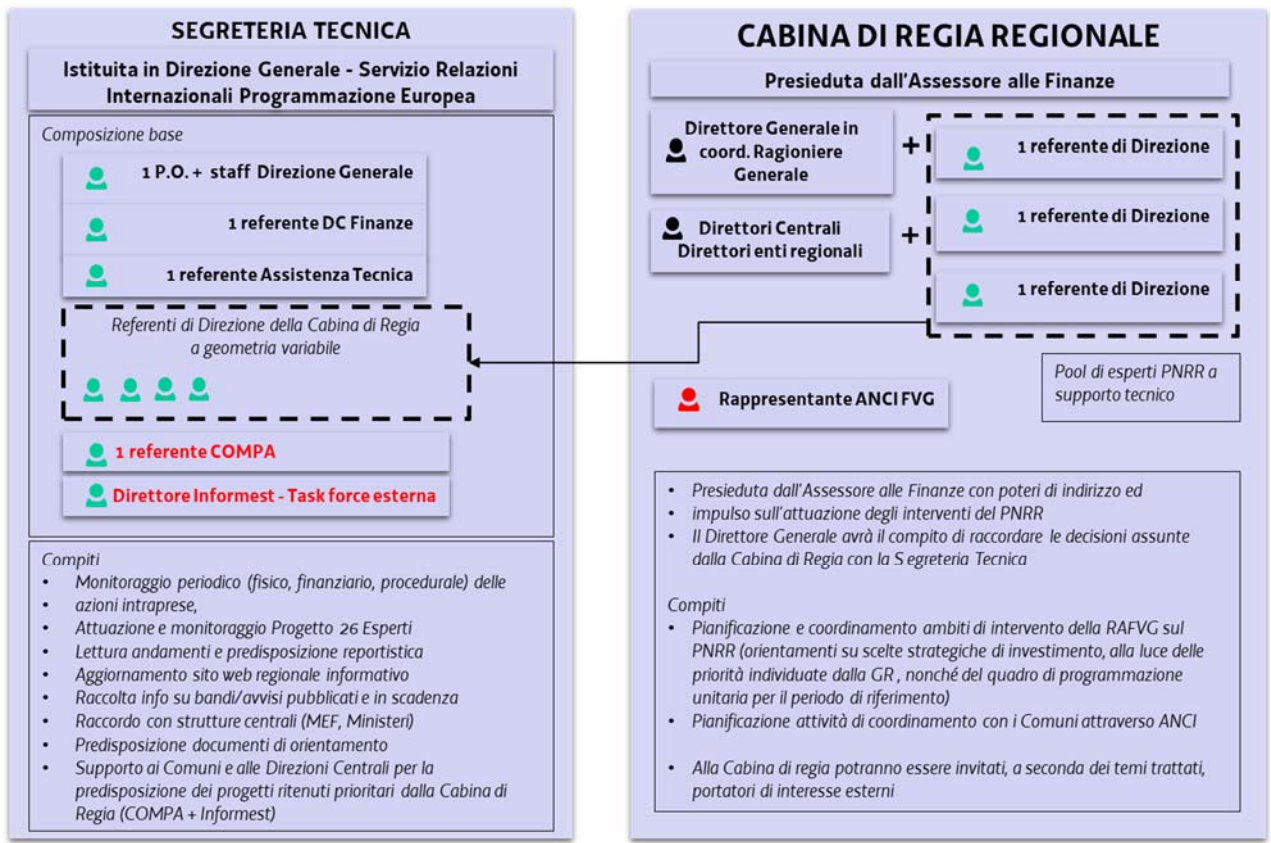 SEGRETERIA TECNICA
Istituita in Direzione Generale - Servizio Relazioni
Internazionali Programmazione Europea
Composizione base
1 P.O. + staff Direzione Generale
1 referente DC Finanze
1 referente Assistenza Tecnica
Referenti di Direzione della Cabina di Regia
a geometria variabile
1 referente COMPA
Direttore Informest - Task force esterna
Compiti
• Monitoraggio periodico (fisico, finanziario, procedurale) delle
• azioni intraprese,
• Attuazione e monitoraggio Progetto 26 Esperti
• Lettura andamenti e predisposizione reportistica
• Aggiornamento sito web regionale informativo
• Raccolta info su bandi/avvisi pubblicati e in scadenza
• Raccordo con strutture centrali (MEF, Ministeri)
• Predisposizione documenti di orientamento
• Supporto ai Comuni e alle Direzioni Centrali per la
predisposizione dei progetti ritenuti prioritari dalla Cabina di
Regia (COMPA + Informest)
CABINA DI REGIA REGIONALE
Presieduta dall'Assessore alle Finanze
Direttore Generale in
coord. Ragioniere
Generale
+
1 referente di Direzione
Direttori Centrali
Direttori enti regionali
+
1 referente di Direzione
1 referente di Direzione
Pool di esperti PNRR a
supporto tecnico
Rappresentante ANCI FVG
• Presieduta dall'Assessore alle Finanze con poteri di indirizzo ed
• impulso sull'attuazione degli interventi del PNRR
• Il Direttore Generale avrà il compito di raccordare le decisioni assunte
dalla Cabina di Regia con la S egreteria Tecnica
Compiti
• Pianificazione e coordinamento ambiti di intervento della RAFVG sul
PNRR (orientamenti su scelte strategiche di investimento, alla luce delle
priorità individuate dalla GR , nonché del quadro di programmazione
unitaria per il periodo di riferimento)
• Pianificazione attività di coordinamento con i Comuni attraverso ANCI
• Alla Cabina di regia potranno essere invitati, a seconda dei temi trattati,
portatori di interesse esterni